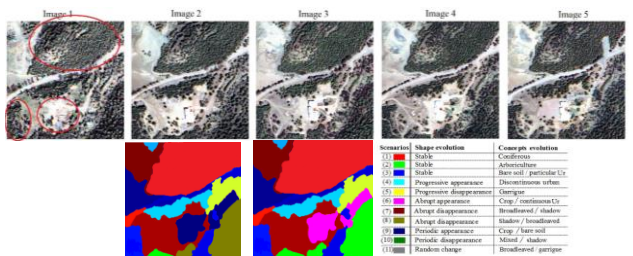 Image 1 Image 2 Image 3 Image 4 Image 5
Scenarios Shape evolution Concepts evolution
(1) Stable Coniferous
(2) Stable Arboriculture
(3) Stable Bare soil / particular Ur
(4) Progressive appearance Discontinuous urban
(5) Progressive disappearance Garrigue
(6) Abrupt appearance Crop / continuous Ur
(7) Abrupt disappearance Broadleaved / shadow
(8) Abrupt disappearance Shadow / broadleaved
(9) Periodic appearance Crop / bare soil
(10) Periodic disappearance Mixed / shadow
(11) Random change Broadleaved / garrigue